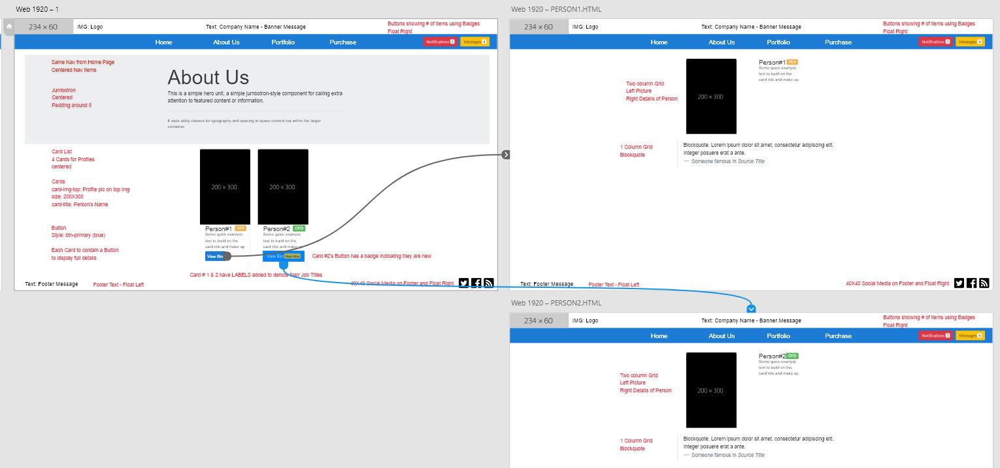 Web 1920 – 1
234 × 60
IMG: Logo
Text: Company Name - Banner Message
Buttons showing # of items using Badges
Float Right
Home
About Us
Portfolio
Purchase
Notifications 7
Messages 4
Same Nav from Home Page
Centered Nav Items
Jumbotron
Centered
Padding around 5
About Us
This is a simple hero unit, a simple jumbotron-style component for calling extra
attention to featured content or information.
It uses utility classes for typography and spacing to space content out within the larger
container.
Card List
4 Cards for Profiles
centered
Cards
card-img-top: Profile pic on top img
size: 200X300
card-title: Person's Name
Button
Style: btn-primary (blue)
Each Card to contain a Button
to display full details
200 × 300
Person#1 CEO
Some quick example
text to build on the
card title and make up
View Bio
200 × 300
Person#2 CFO
Some quick example
text to build on the
card title and make up
View Bio New Hire
Card #2's Button has a badge indicating they are new
Card # 1 & 2 have LABELS added to denote their Job Titles
Text: Footer Message
Footer Text - Float Left
40X40 Social Media on Footer and Float Right
Web 1920 – PERSON1.HTML
234 × 60
IMG: Logo
Text: Company Name - Banner Message
Buttons showing # of items using Badges
Float Right
Home
About Us
Portfolio
Purchase
Notifications 7
Messages 4
Two column Grid
Left Picture
Right Details of Person
200 × 300
Person#1 CEO
Some quick example
text to build on the
card title and make up
1 Column Grid
Blockquote
Blockquote. Lorem ipsum dolor sit amet, consectetur adipiscing elit.
Integer posuere erat a ante.
— Someone famous in Source Title
Text: Footer Message
Footer Text - Float Left
40X40 Social Media on Footer and Float Right
Web 1920 – PERSON2.HTML
234 × 60
IMG: Logo
Text: Company Name - Banner Message
Buttons showing # of items using Badges
Float Right
Home
About Us
Portfolio
Purchase
Notifications 7
Messages 4
Two column Grid
Left Picture
Right Details of Person
200 × 300
Person#2 CFO
Some quick example
text to build on the
card title and make up
1 Column Grid
Blockquote
Blockquote. Lorem ipsum dolor sit amet, consectetur adipiscing elit.
Integer posuere erat a ante.
— Someone famous in Source Title